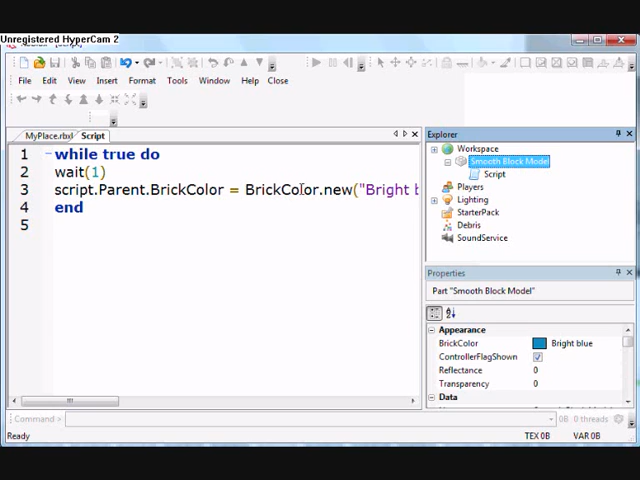 Unregistered HyperCam 2
File Edit View Insert Format Tools Window Help Close
MyPlace.rbxl Script
1 while true do
2 wait(1)
3 script.Parent.BrickColor = BrickColor.new("Bright b
4 end
5
Explorer
Workspace
Smooth Block Model
Script
Players
Lighting
StarterPack
Debris
SoundService
Properties
Part "Smooth Block Model"
Appearance
BrickColor Bright blue
ControllerFlagShown
Reflectance 0
Transparency 0
Data
Command >
0B 0 threads
Ready TEX 0B VAR 0B